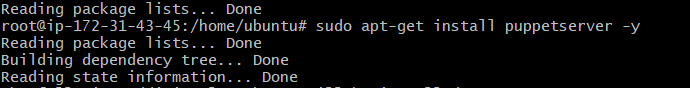 Reading package lists... Done
root@ip-172-31-43-45:/home/ubuntu# sudo apt-get install puppetserver -y
Reading package lists... Done
Building dependency tree... Done
Reading state information... Done